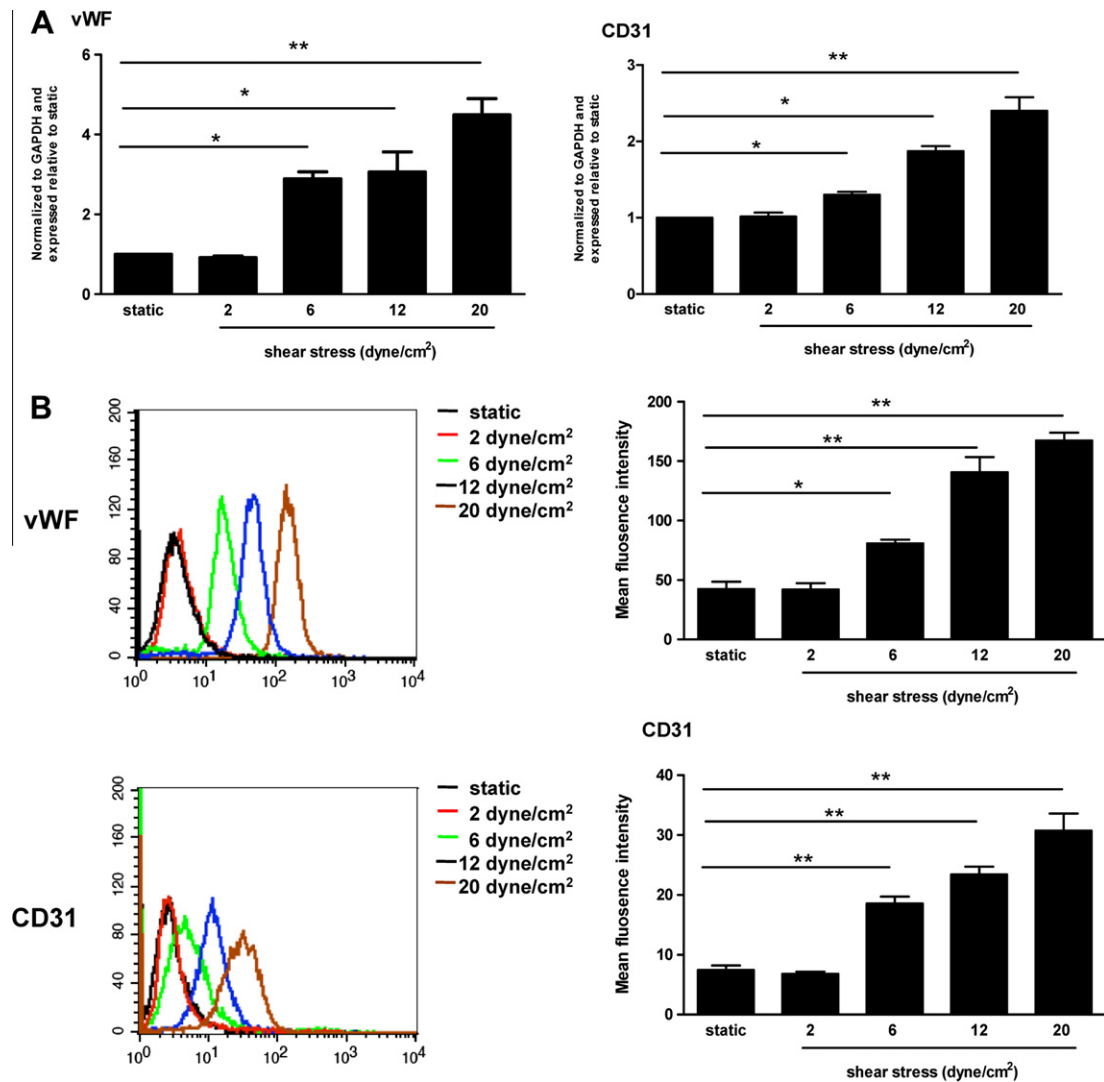 A
vWF
Normalized to GAPDH and
expressed relative to static
6
4
2
0
**
*
*
static 2 6 12 20
shear stress (dyne/cm²)
CD31
Normalized to GAPDH and
expressed relative to static
3
2
1
0
**
*
*
static 2 6 12 20
shear stress (dyne/cm²)
B
vWF
200
160
120
80
40
0
10⁰ 10¹ 10² 10³ 10⁴
static
2 dyne/cm²
6 dyne/cm²
12 dyne/cm²
20 dyne/cm²
Mean fluosence intensity
200
150
100
50
0
**
**
*
static 2 6 12 20
shear stress (dyne/cm²)
CD31
200
160
120
80
40
0
10⁰ 10¹ 10² 10³ 10⁴
static
2 dyne/cm²
6 dyne/cm²
12 dyne/cm²
20 dyne/cm²
CD31
Mean fluosence intensity
40
30
20
10
0
**
**
**
static 2 6 12 20
shear stress (dyne/cm²)